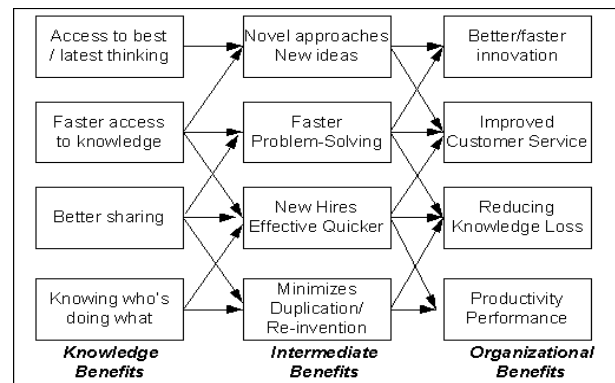 Access to best
/ latest thinking
Novel approaches
New ideas
Better/faster
innovation
Faster access
to knowledge
Faster
Problem-Solving
Improved
Customer Service
Better sharing
New Hires
Effective Quicker
Reducing
Knowledge Loss
Knowing who's
doing what
Minimizes
Duplication/
Re-invention
Productivity
Performance
Knowledge
Benefits
Intermediate
Benefits
Organizational
Benefits